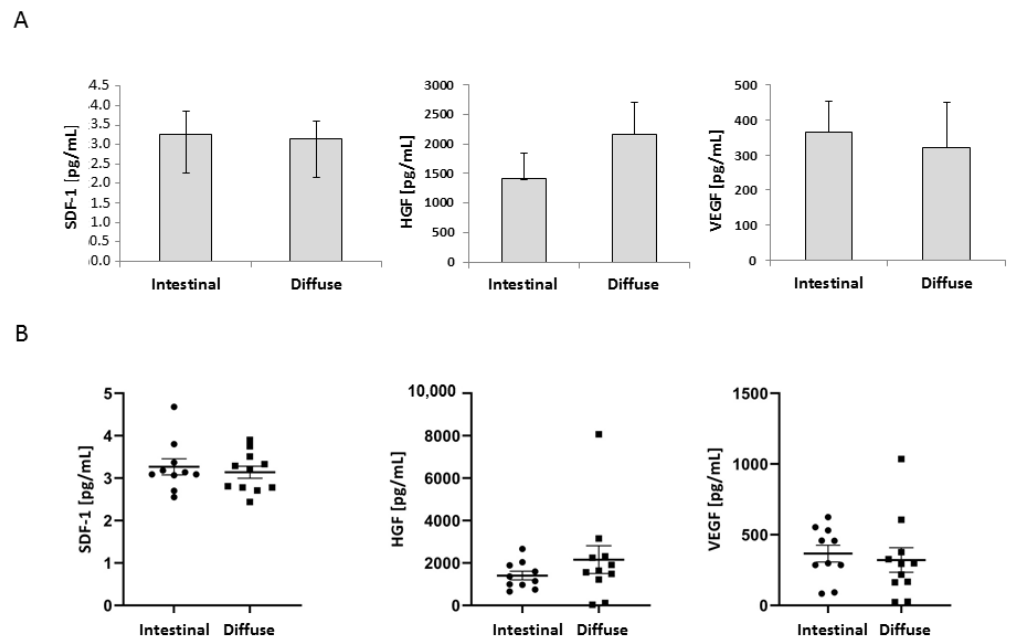 A
SDF-1 [pg/mL]
.4.5
.4.0
.3.5
.3.0
.2.5
.2.0
.1.5
.1.0
.0.5
.0.0
Intestinal Diffuse
HGF [pg/mL]
3000
2500
2000
1500
1000
500
0
Intestinal Diffuse
VEGF [pg/mL]
500
400
300
200
100
0
Intestinal Diffuse
B
SDF-1 [pg/mL]
5
4
3
2
1
0
Intestinal Diffuse
HGF [pg/mL]
10,000
8000
6000
4000
2000
0
Intestinal Diffuse
VEGF [pg/mL]
1500
1000
500
0
Intestinal Diffuse